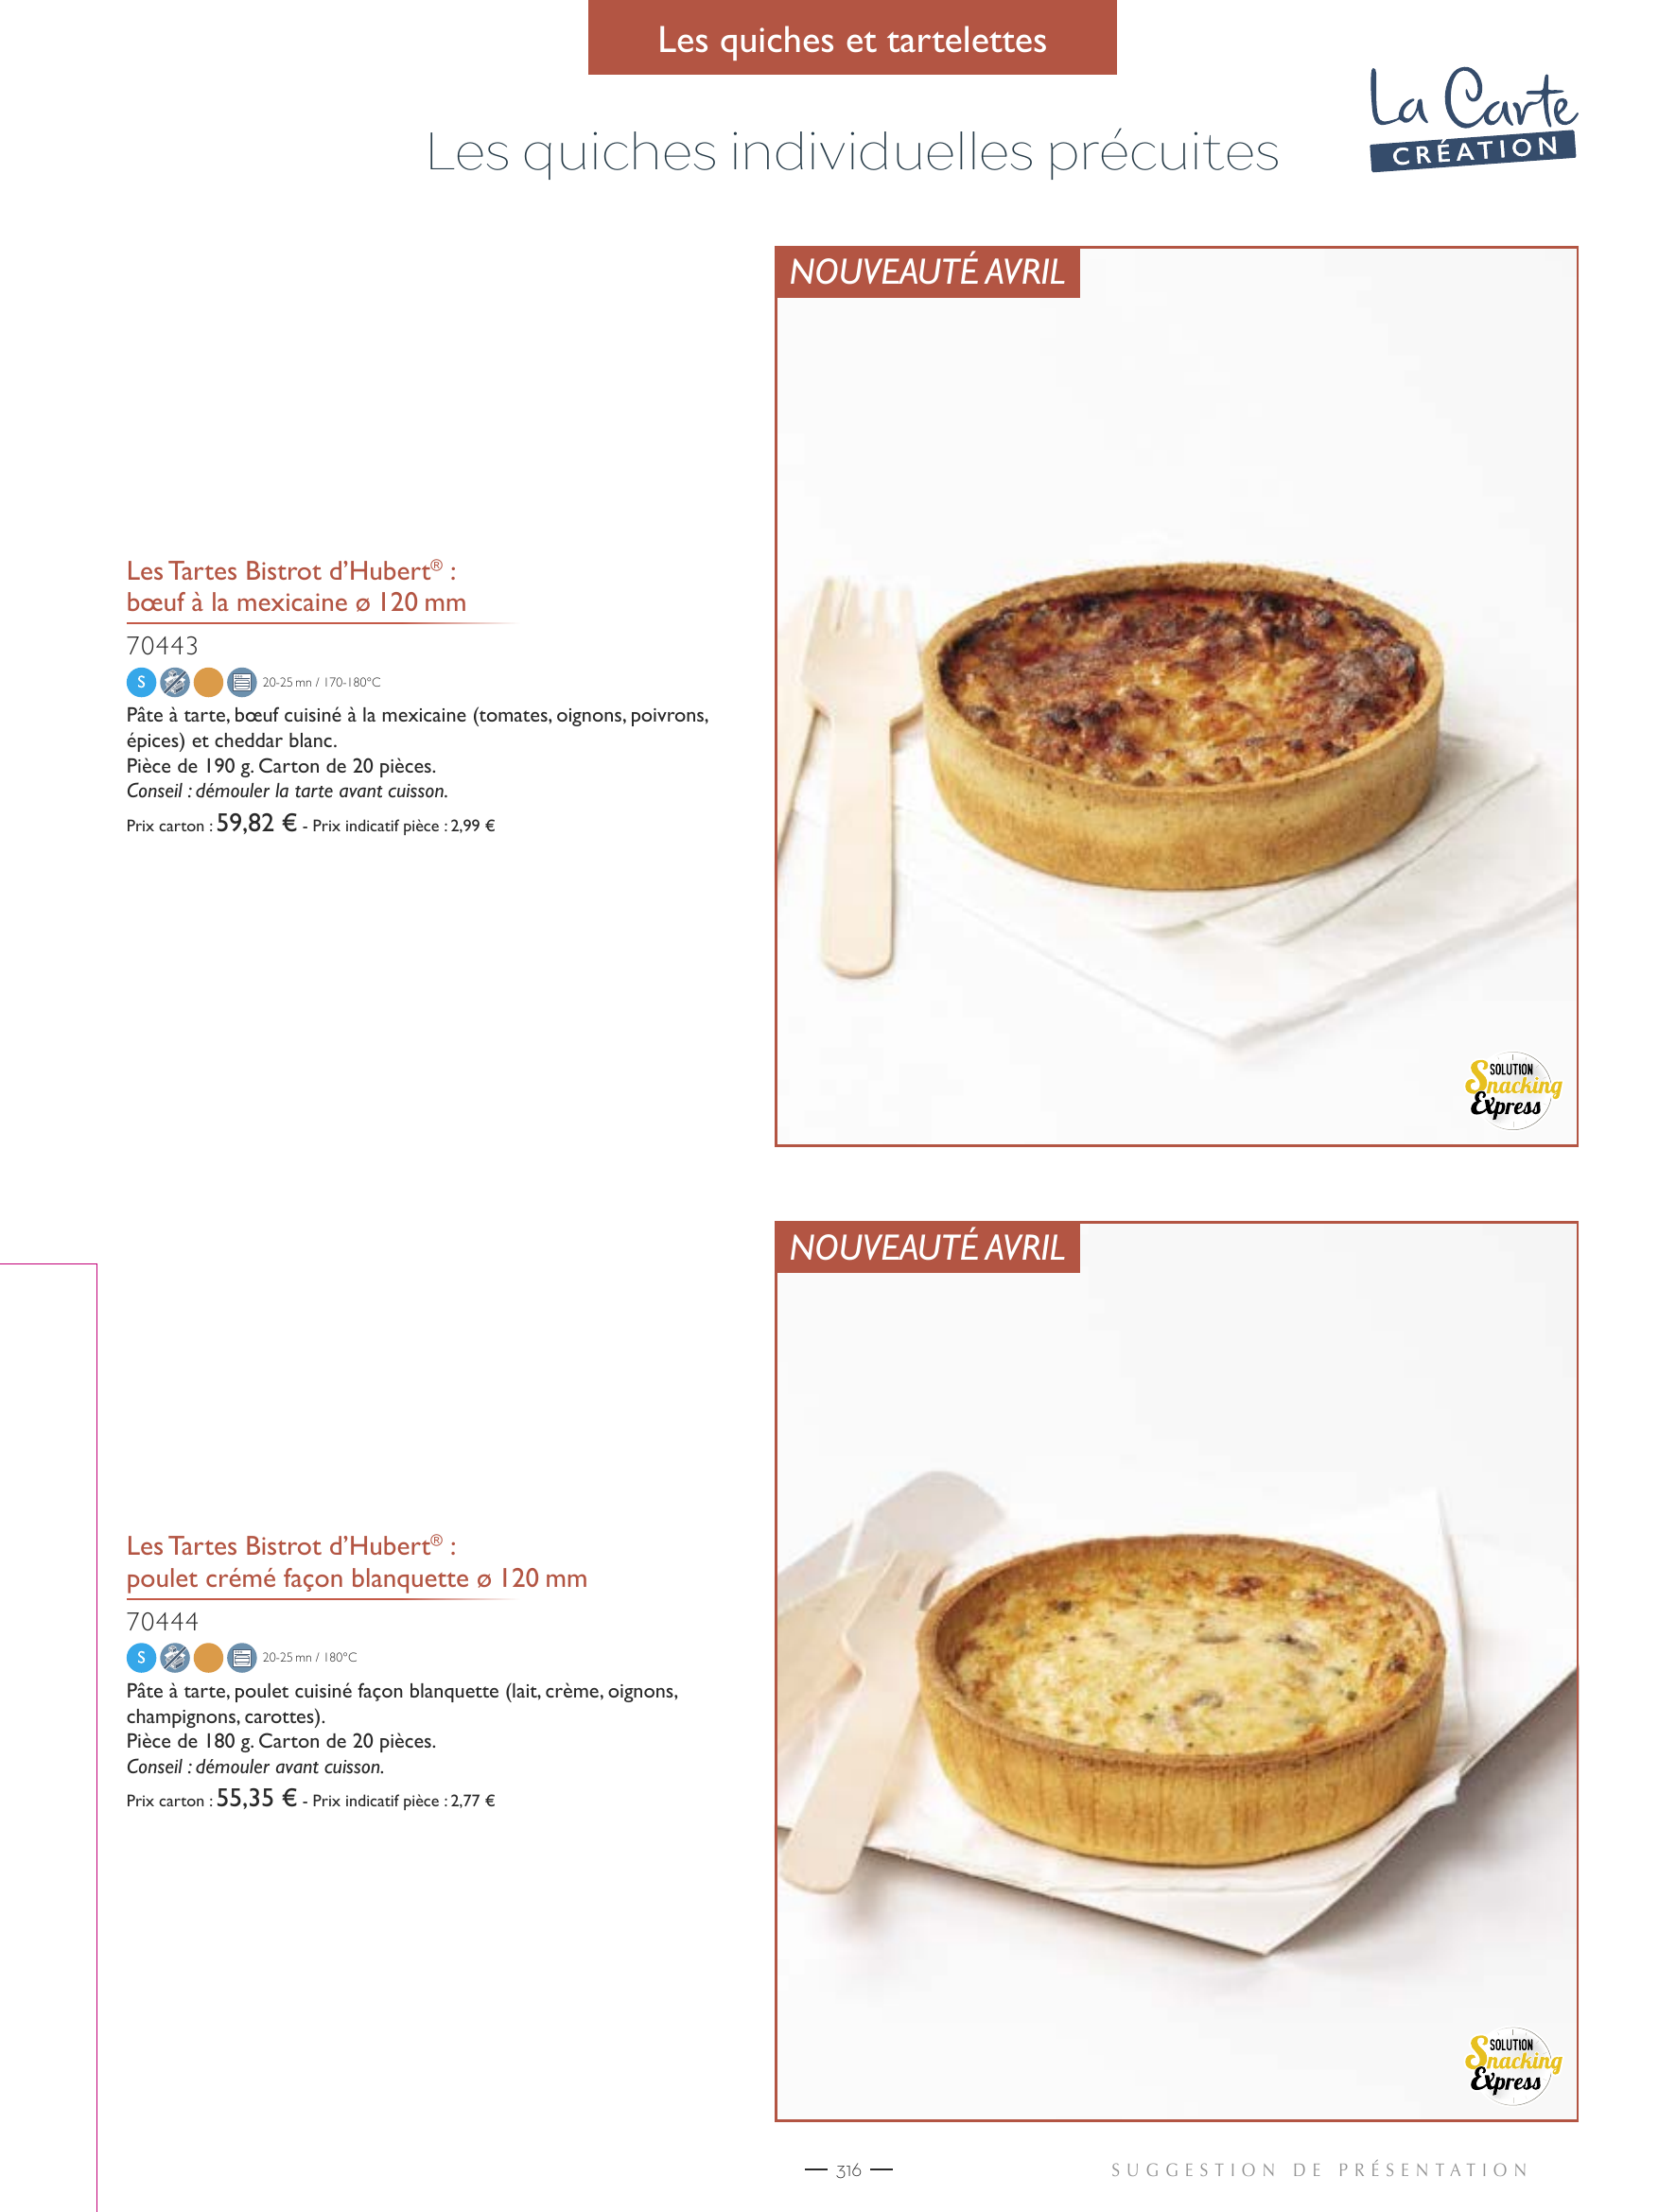 Les quiches et tartelettes
La Carte
CRÉATION
Les quiches individuelles précuites
NOUVEAUTÉ AVRIL
Les Tartes Bistrot d’Hubert® :
bœuf à la mexicaine ø 120 mm
70443
S 20-25 mn / 170-180°C
Pâte à tarte, bœuf cuisiné à la mexicaine (tomates, oignons, poivrons,
épices) et cheddar blanc.
Pièce de 190 g. Carton de 20 pièces.
Conseil : démouler la tarte avant cuisson.
Prix carton : 59,82 € - Prix indicatif pièce : 2,99 €
SOLUTION
Snacking
Express
NOUVEAUTÉ AVRIL
Les Tartes Bistrot d’Hubert® :
poulet crémé façon blanquette ø 120 mm
70444
S 20-25 mn / 180°C
Pâte à tarte, poulet cuisiné façon blanquette (lait, crème, oignons,
champignons, carottes).
Pièce de 180 g. Carton de 20 pièces.
Conseil : démouler avant cuisson.
Prix carton : 55,35 € - Prix indicatif pièce : 2,77 €
SOLUTION
Snacking
Express
316
SUGGESTION DE PRÉSENTATION